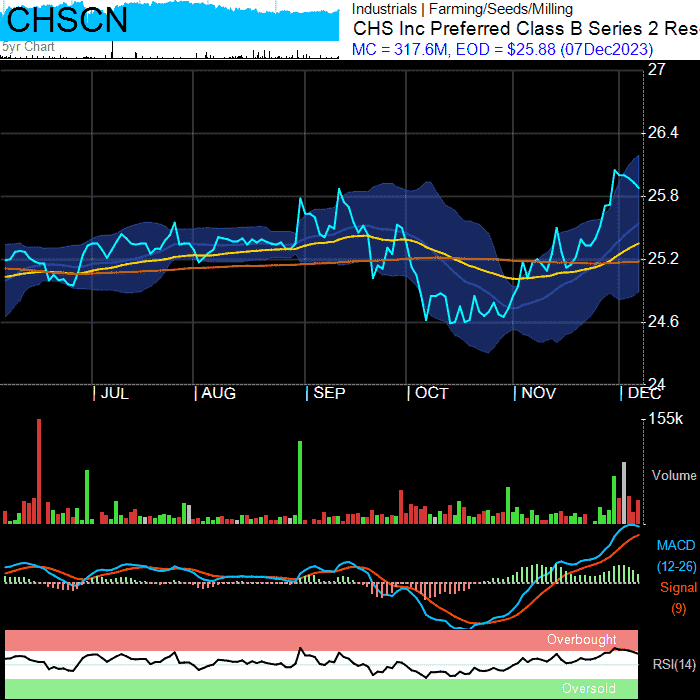 CHSCN
5yr Chart
Industrials | Farming/Seeds/Milling
CHS Inc Preferred Class B Series 2 Res
MC = 317.6M, EOD = $25.88 (07Dec2023)
27
26.4
25.8
25.2
24.6
24
JUL
AUG
SEP
OCT
NOV
DEC
155k
Volume
MACD
(12-26)
Signal
(9)
Overbought
RSI(14)
Oversold